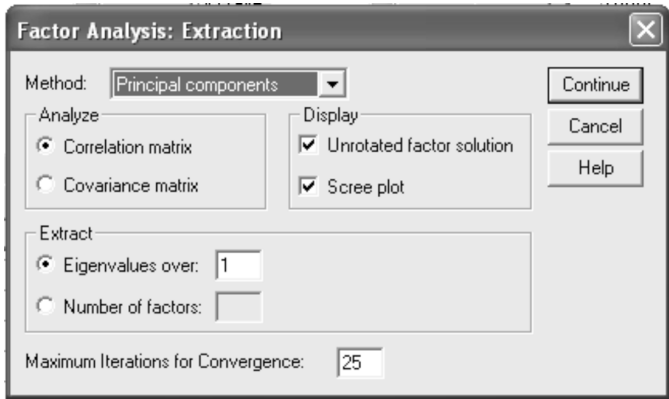 Factor Analysis: Extraction
Method: Principal components
Continue
Analyze
Display
Cancel
Correlation matrix
Unrotated factor solution
Help
Covariance matrix
Scree plot
Extract
Eigenvalues over: 1
Number of factors:
Maximum Iterations for Convergence: 25